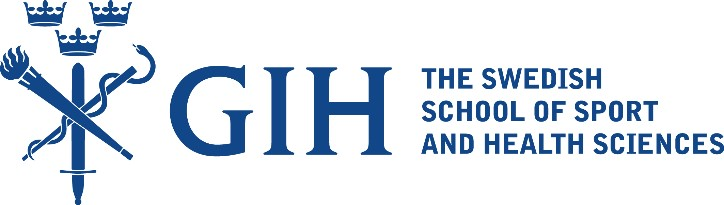 GIH
THE SWEDISH
SCHOOL OF SPORT
AND HEALTH SCIENCES